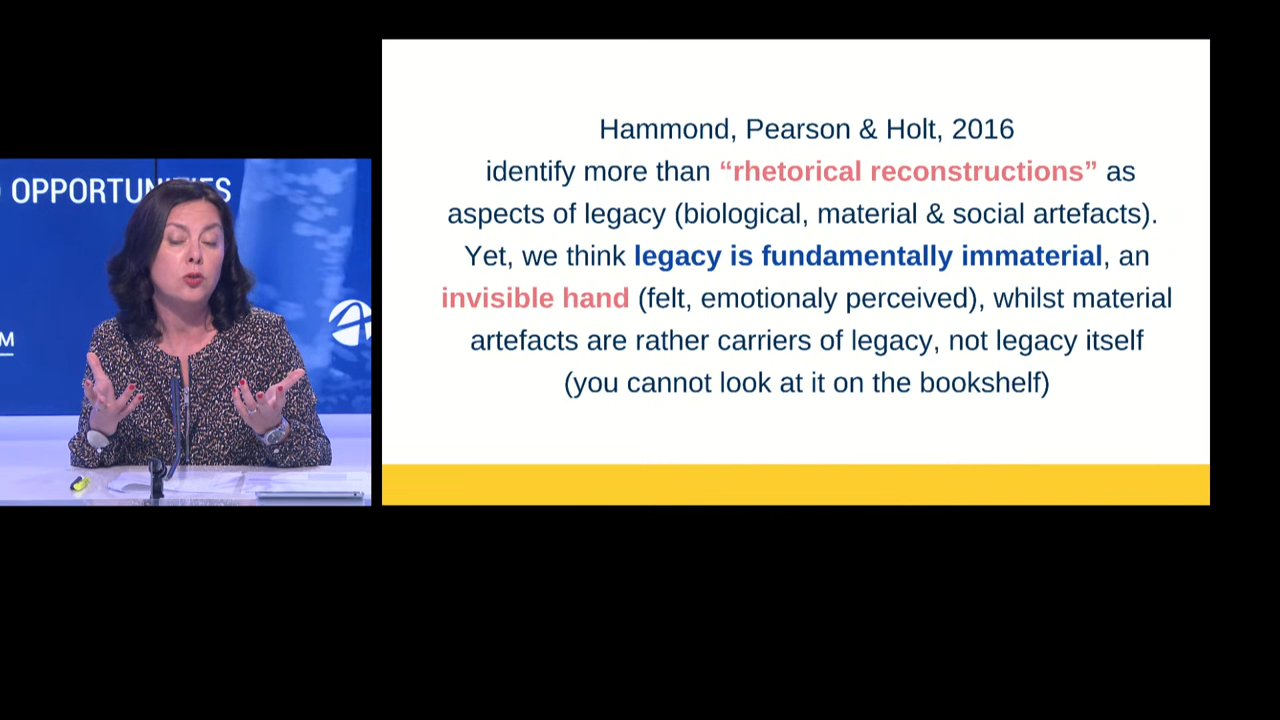 OPPORTUNITIES
M
Hammond, Pearson & Holt, 2016
identify more than “rhetorical reconstructions” as
aspects of legacy (biological, material & social artefacts).
Yet, we think legacy is fundamentally immaterial, an
invisible hand (felt, emotionaly perceived), whilst material
artefacts are rather carriers of legacy, not legacy itself
(you cannot look at it on the bookshelf)